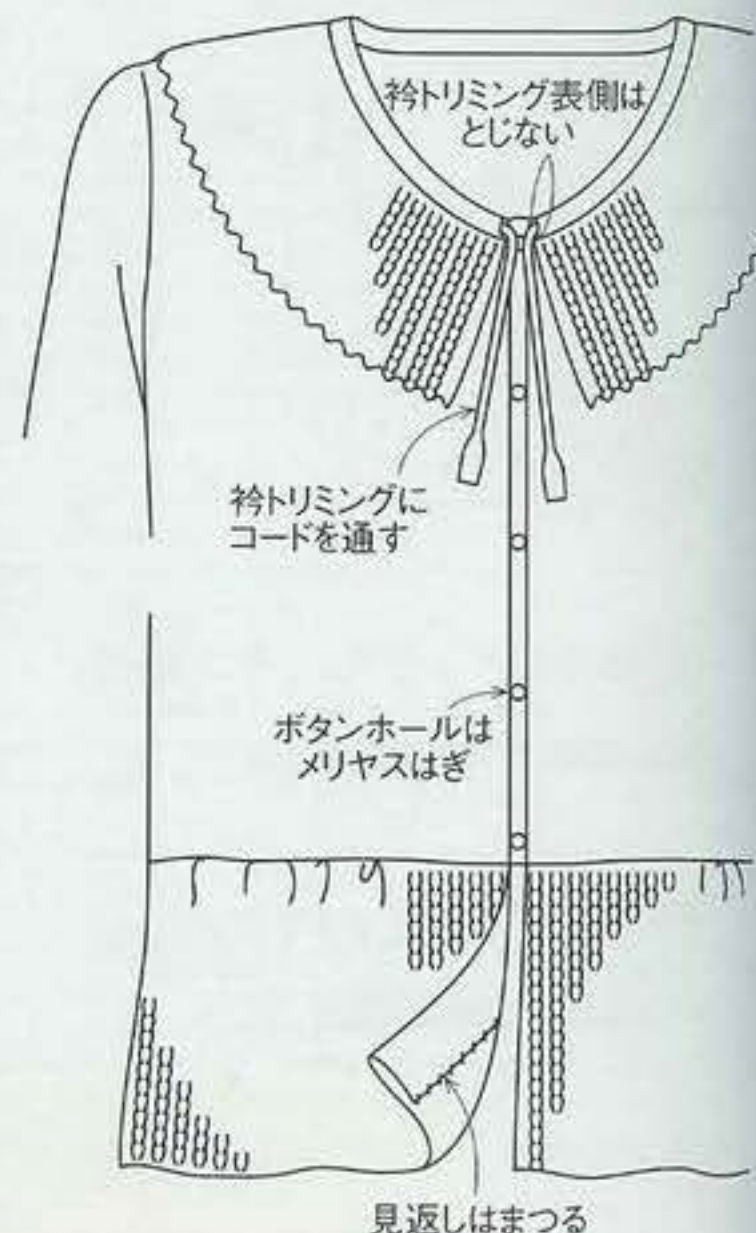 衿トリミング表側は
とじない
衿トリミングに
コードを通す
ボタンホールは
メリヤスはぎ
見返しはまつる